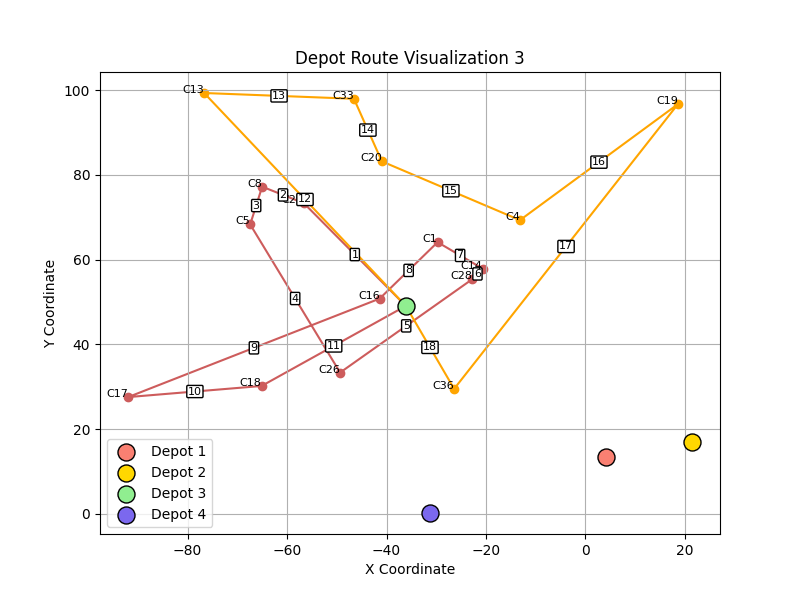 Depot Route Visualization 3
Y Coordinate
100
80
60
40
20
0
C13
13
C33
C19
14
C20
16
C8
2
12
3
15
C5
C4
17
C1
1
7
8
C14
6
C28
C16
4
5
9
11
18
C26
C18
C36
C17
10
Depot 1
Depot 2
Depot 3
Depot 4
−80
−60
−40
−20
0
20
X Coordinate